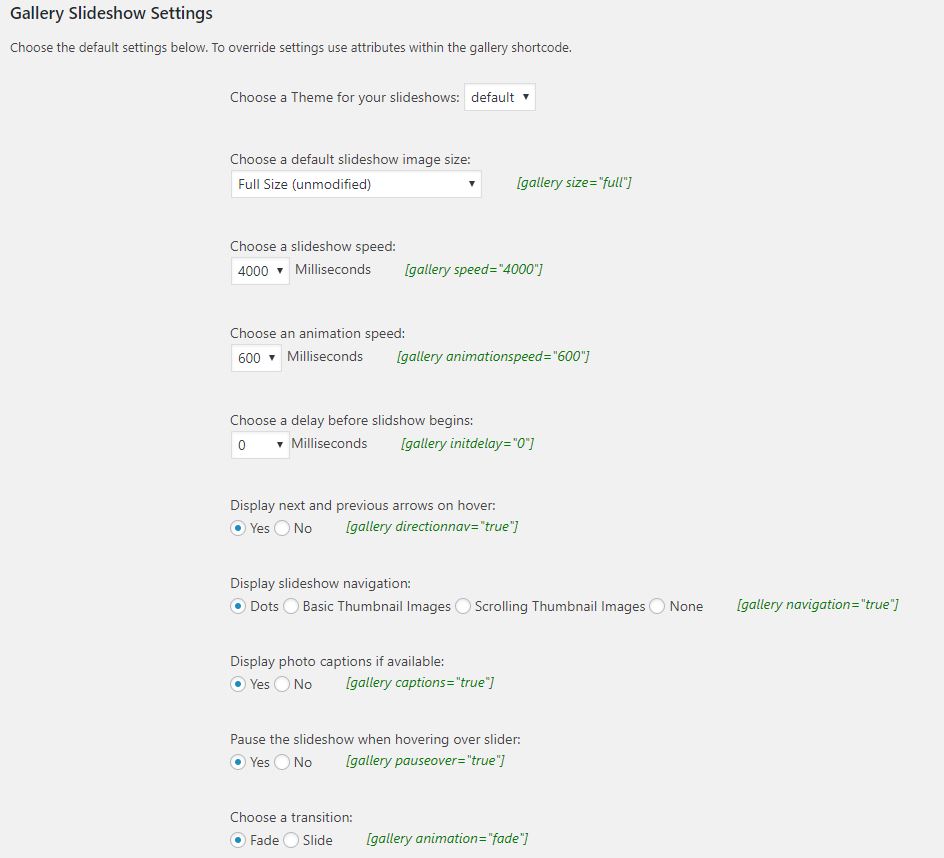 Gallery Slideshow Settings
Choose the default settings below. To override settings use attributes within the gallery shortcode.
Choose a Theme for your slideshows: default
Choose a default slideshow image size:
Full Size (unmodified) [gallery size="full"]
Choose a slideshow speed:
4000 Milliseconds [gallery speed="4000"]
Choose an animation speed:
600 Milliseconds [gallery animationspeed="600"]
Choose a delay before slidshow begins:
0 Milliseconds [gallery initdelay="0"]
Display next and previous arrows on hover:
Yes No [gallery directionnav="true"]
Display slideshow navigation:
Dots Basic Thumbnail Images Scrolling Thumbnail Images None [gallery navigation="true"]
Display photo captions if available:
Yes No [gallery captions="true"]
Pause the slideshow when hovering over slider:
Yes No [gallery pauseover="true"]
Choose a transition:
Fade Slide [gallery animation="fade"]